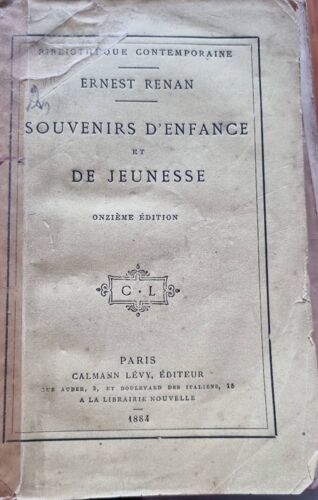 BIBLIOTHÈQUE CONTEMPORAINE
ERNEST RENAN
SOUVENIRS D'ENFANCE
ET
DE JEUNESSE
ONZIÈME ÉDITION
C · L
PARIS
CALMANN LÉVY, ÉDITEUR
RUE AUBER, 3, ET BOULEVARD DES ITALIENS, 15
A LA LIBRAIRIE NOUVELLE
1884